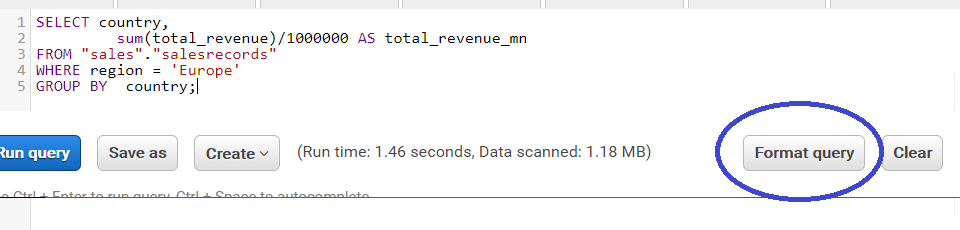 1 SELECT country,
2 sum(total_revenue)/1000000 AS total_revenue_mn
3 FROM "sales"."salesrecords"
4 WHERE region = 'Europe'
5 GROUP BY  country;
Run query Save as Create (Run time: 1.46 seconds, Data scanned: 1.18 MB) Format query Clear
Ctrl + Enter to run query, Ctrl + Space to autocomplete